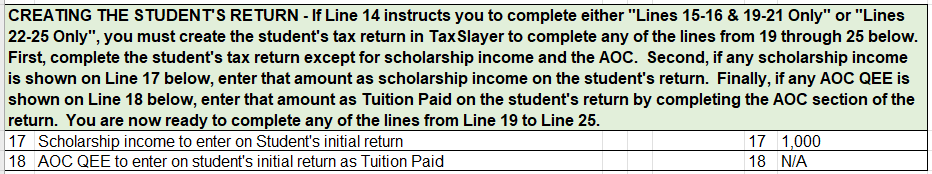 CREATING THE STUDENT'S RETURN - If Line 14 instructs you to complete either "Lines 15-16 & 19-21 Only" or "Lines
22-25 Only", you must create the student's tax return in TaxSlayer to complete any of the lines from 19 through 25 below.
First, complete the student's tax return except for scholarship income and the AOC.  Second, if any scholarship income
is shown on Line 17 below, enter that amount as scholarship income on the student's return.  Finally, if any AOC QEE is
shown on Line 18 below, enter that amount as Tuition Paid on the student's return by completing the AOC section of the
return.  You are now ready to complete any of the lines from Line 19 to Line 25.
17 Scholarship income to enter on Student's initial return 17 1,000
18 AOC QEE to enter on student's initial return as Tuition Paid 18 N/A